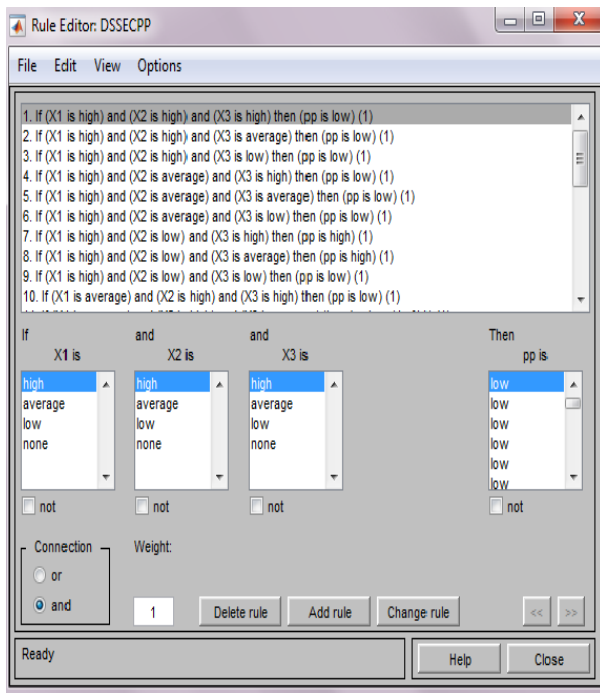 Rule Editor: DSSECPP
File Edit View Options
1. If (X1 is high) and (X2 is high) and (X3 is high) then (pp is low) (1)
2. If (X1 is high) and (X2 is high) and (X3 is average) then (pp is low) (1)
3. If (X1 is high) and (X2 is high) and (X3 is low) then (pp is low) (1)
4. If (X1 is high) and (X2 is average) and (X3 is high) then (pp is low) (1)
5. If (X1 is high) and (X2 is average) and (X3 is average) then (pp is low) (1)
6. If (X1 is high) and (X2 is average) and (X3 is low) then (pp is low) (1)
7. If (X1 is high) and (X2 is low) and (X3 is high) then (pp is high) (1)
8. If (X1 is high) and (X2 is low) and (X3 is average) then (pp is high) (1)
9. If (X1 is high) and (X2 is low) and (X3 is low) then (pp is low) (1)
10. If (X1 is average) and (X2 is high) and (X3 is high) then (pp is low) (1)
If and and Then
X1 is X2 is X3 is pp is
high high high low
average average average low
low low low low
none none none low
low
low
not not not not
Connection Weight:
or
and 1 Delete rule Add rule Change rule << >>
Ready Help Close